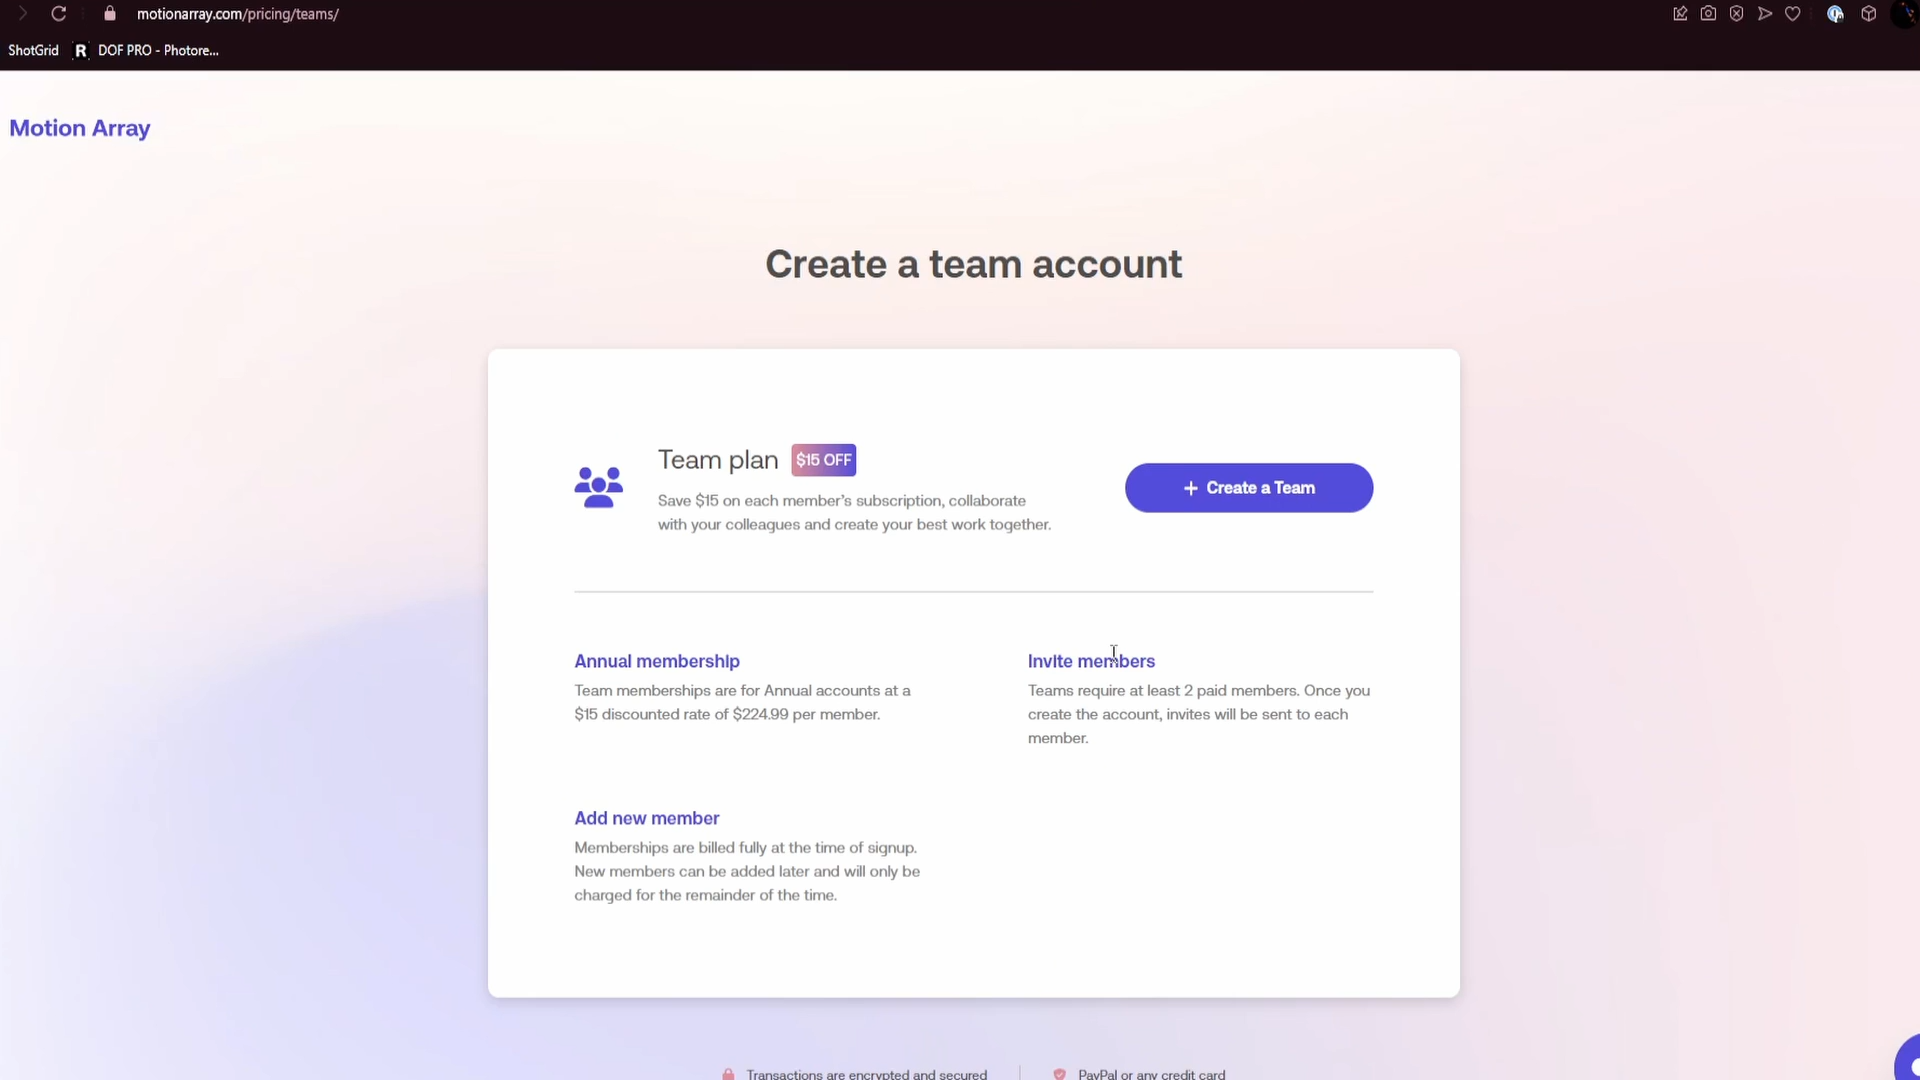 motionarray.com/pricing/teams/
ShotGrid R DOF PRO - Photore...
Motion Array
Create a team account
Team plan $15 OFF
Save $15 on each member's subscription, collaborate
with your colleagues and create your best work together.
+ Create a Team
Annual membership
Team memberships are for Annual accounts at a
$15 discounted rate of $224.99 per member.
Invite members
Teams require at least 2 paid members. Once you
create the account, invites will be sent to each
member.
Add new member
Memberships are billed fully at the time of signup.
New members can be added later and will only be
charged for the remainder of the time.
Transactions are encrypted and secured
PayPal or any credit card